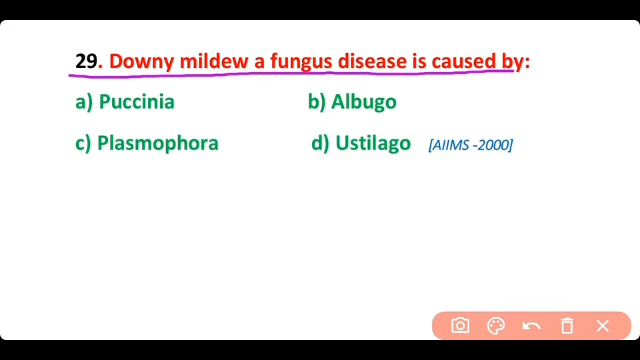 29. Downy mildew a fungus disease is caused by:
a) Puccinia b) Albugo
c) Plasmophora d) Ustilago [AIIMS -2000]